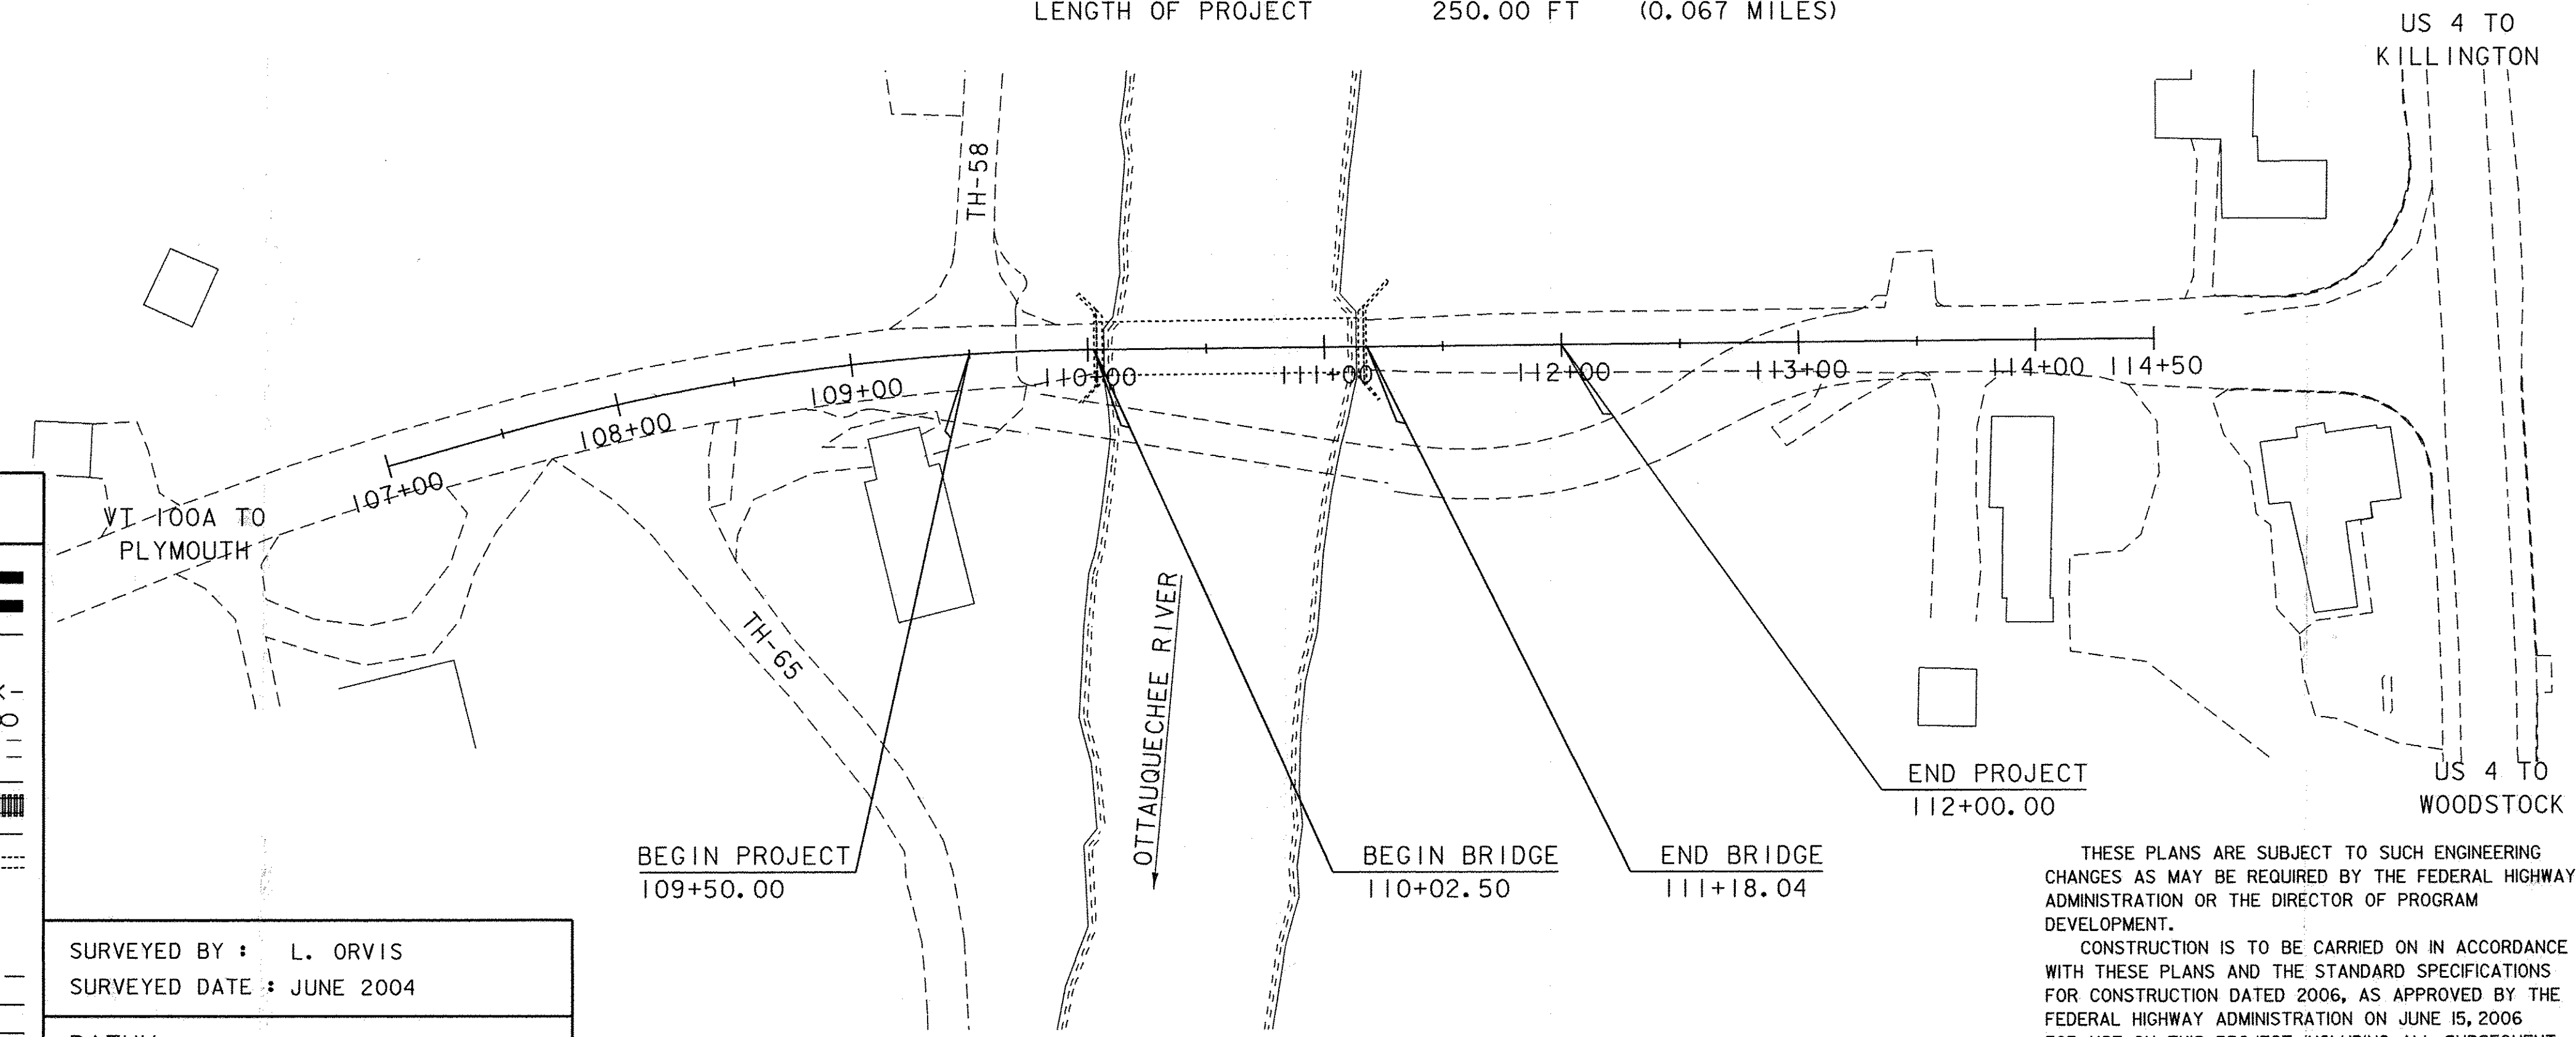 LENGTH OF PROJECT 250.00 FT (0.067 MILES)
US 4 TO
KILLINGTON
TH-58
107+00
108+00
109+00
110+00
111+00
112+00
113+00
114+00
114+50
VT 100A TO
PLYMOUTH
TH-65
OTTAUQUECHEE RIVER
BEGIN PROJECT
109+50.00
BEGIN BRIDGE
110+02.50
END BRIDGE
111+18.04
END PROJECT
112+00.00
US 4 TO
WOODSTOCK
SURVEYED BY : L. ORVIS
SURVEYED DATE : JUNE 2004
THESE PLANS ARE SUBJECT TO SUCH ENGINEERING
CHANGES AS MAY BE REQUIRED BY THE FEDERAL HIGHWAY
ADMINISTRATION OR THE DIRECTOR OF PROGRAM
DEVELOPMENT.
CONSTRUCTION IS TO BE CARRIED ON IN ACCORDANCE
WITH THESE PLANS AND THE STANDARD SPECIFICATIONS
FOR CONSTRUCTION DATED 2006, AS APPROVED BY THE
FEDERAL HIGHWAY ADMINISTRATION ON JUNE 15, 2006